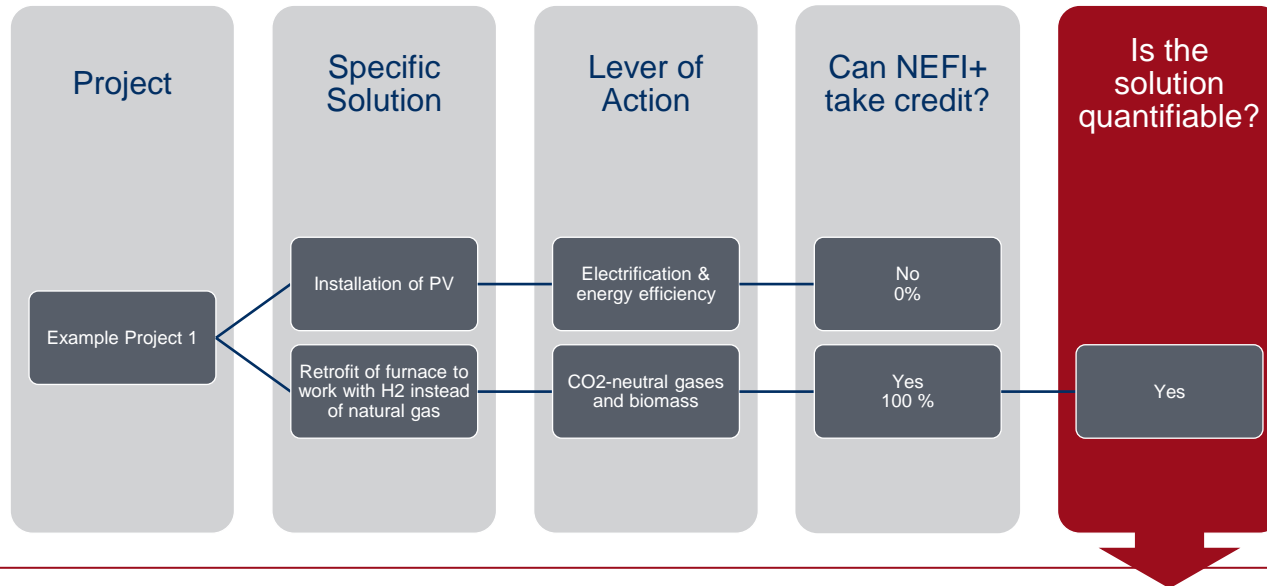 Project
Specific
Solution
Lever of
Action
Can NEFI+
take credit?
Is the
solution
quantifiable?
Example Project 1
Installation of PV
Electrification &
energy efficiency
No
0%
Retrofit of furnace to
work with H2 instead
of natural gas
CO2-neutral gases
and biomass
Yes
100 %
Yes